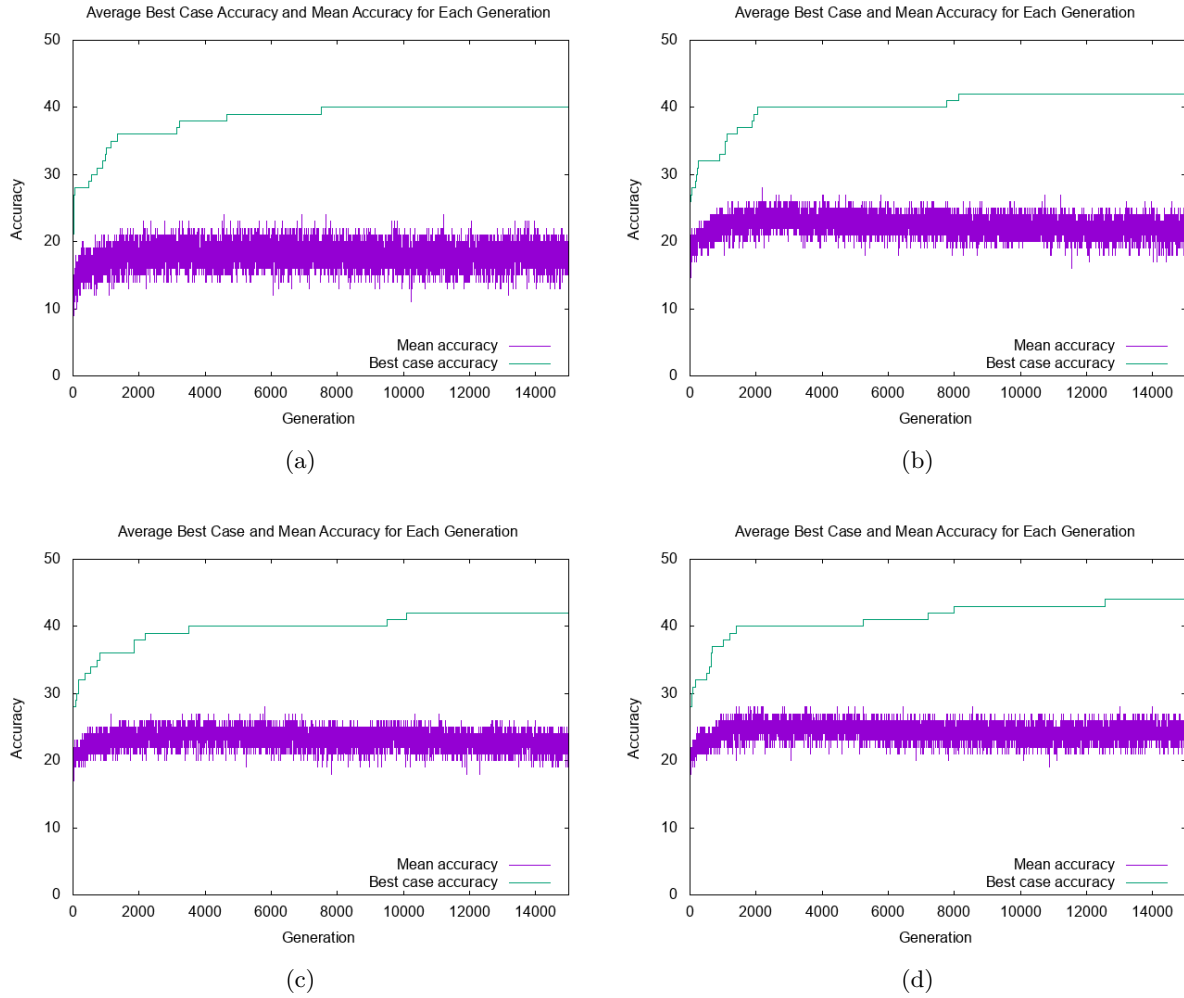 Average Best Case Accuracy and Mean Accuracy for Each Generation
50
40
30
20
10
0
Accuracy
Mean accuracy
Best case accuracy
0 2000 4000 6000 8000 10000 12000 14000
Generation
(a)
Average Best Case and Mean Accuracy for Each Generation
50
40
30
20
10
0
Accuracy
Mean accuracy
Best case accuracy
0 2000 4000 6000 8000 10000 12000 14000
Generation
(b)
Average Best Case and Mean Accuracy for Each Generation
50
40
30
20
10
0
Accuracy
Mean accuracy
Best case accuracy
0 2000 4000 6000 8000 10000 12000 14000
Generation
(c)
Average Best Case and Mean Accuracy for Each Generation
50
40
30
20
10
0
Accuracy
Mean accuracy
Best case accuracy
0 2000 4000 6000 8000 10000 12000 14000
Generation
(d)